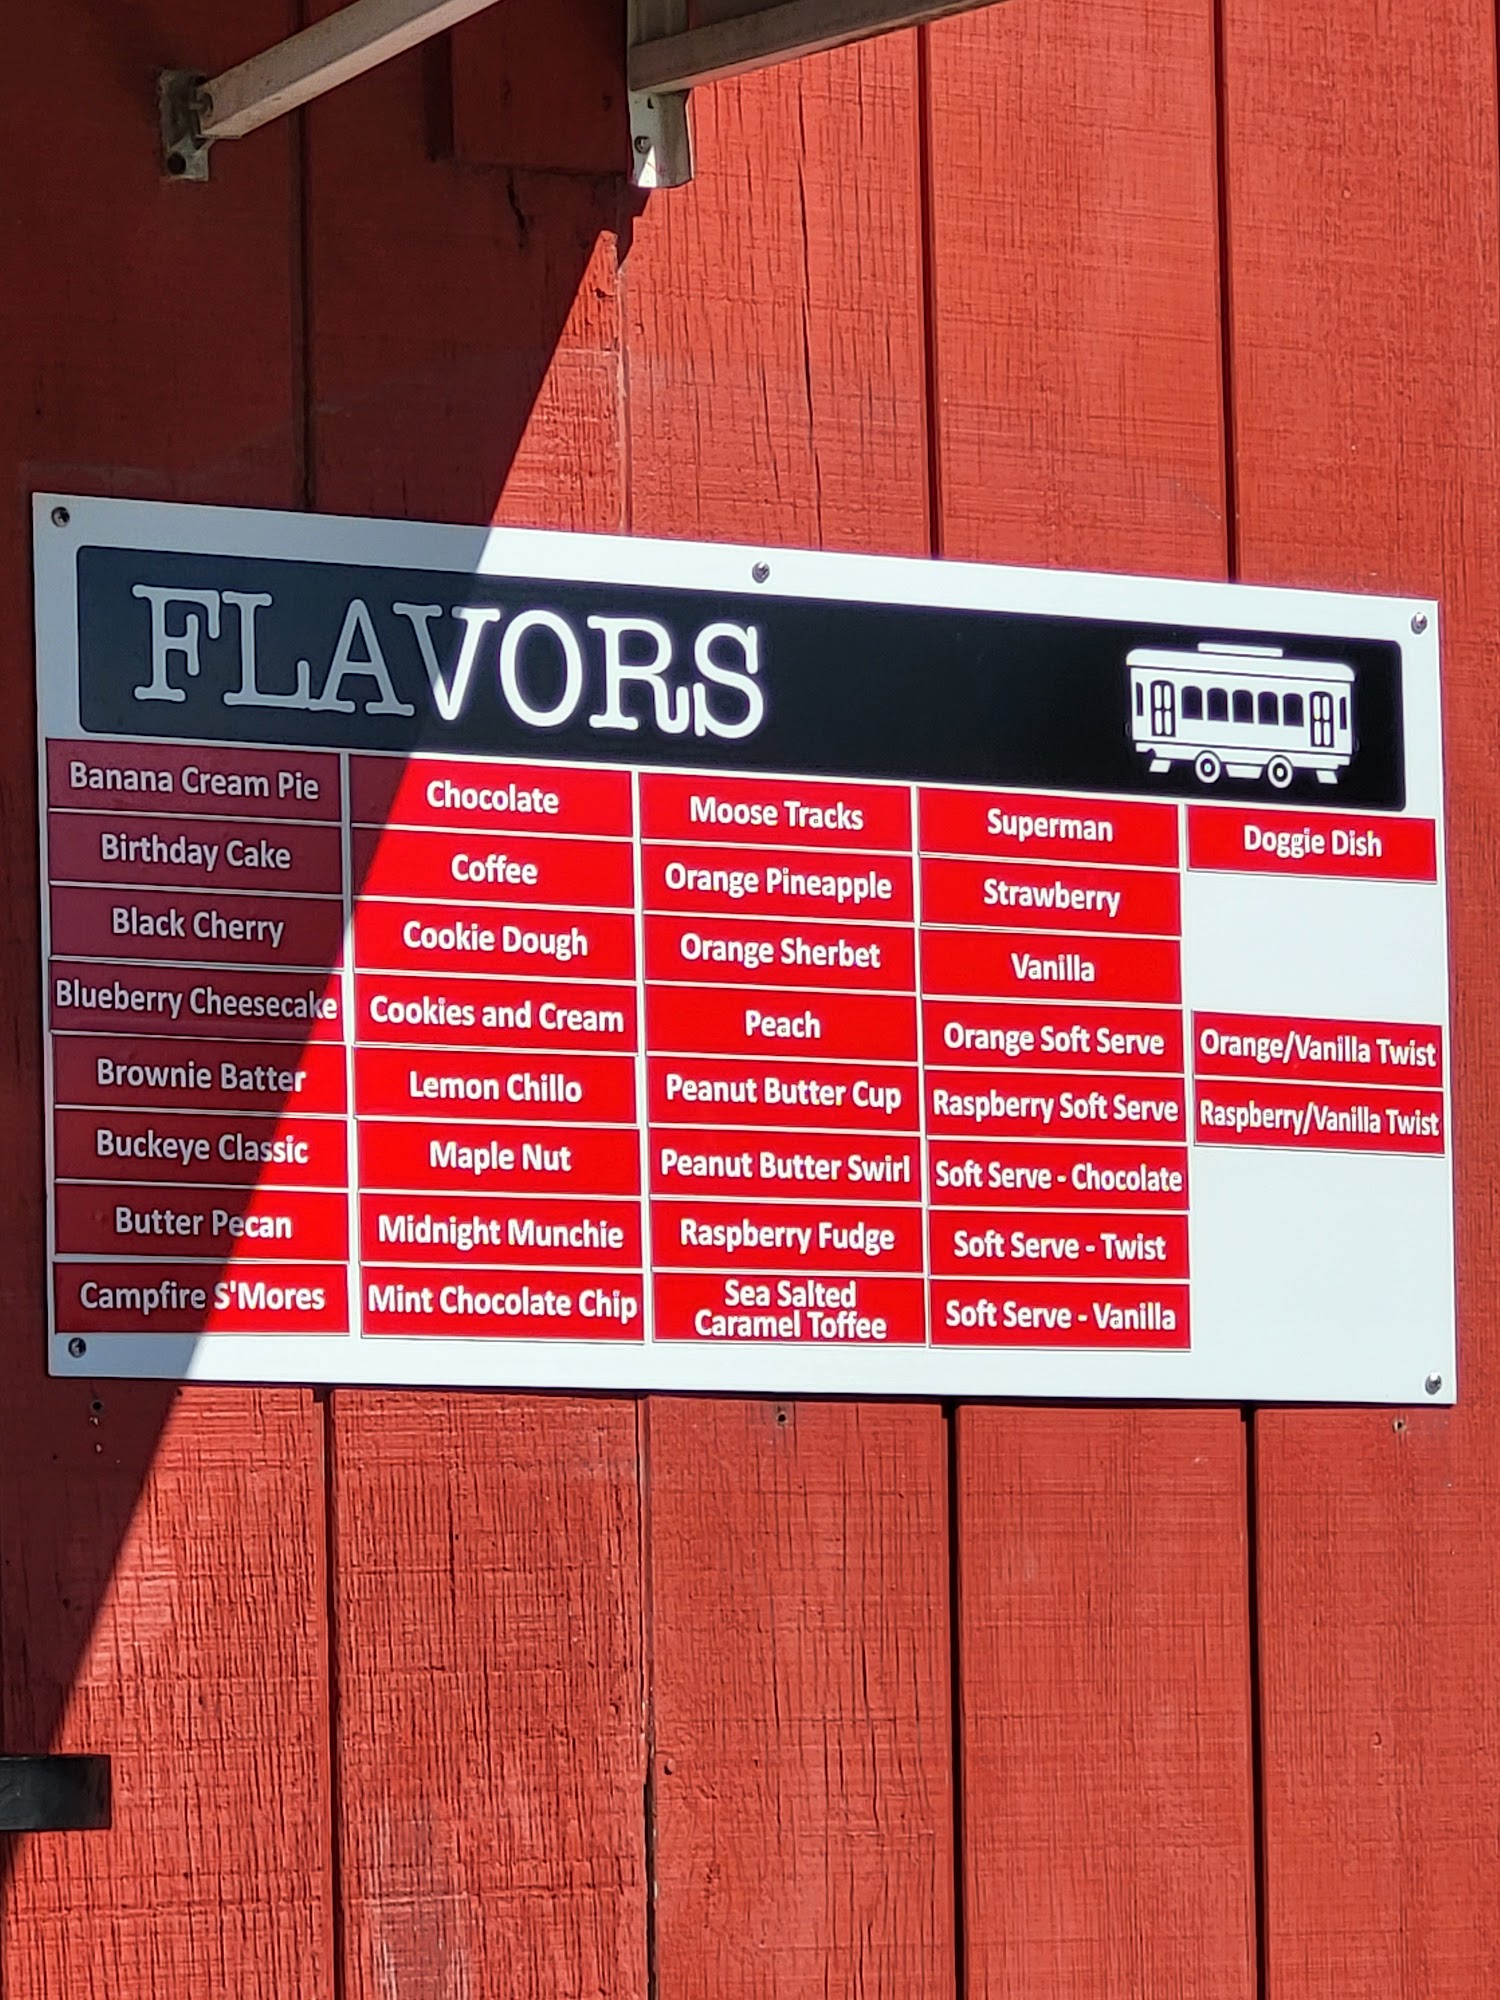 FLAVORS
Banana Cream Pie
Birthday Cake
Black Cherry
Blueberry Cheesecake
Brownie Batter
Buckeye Classic
Butter Pecan
Campfire S'Mores
Chocolate
Coffee
Cookie Dough
Cookies and Cream
Lemon Chillo
Maple Nut
Midnight Munchie
Mint Chocolate Chip
Moose Tracks
Orange Pineapple
Orange Sherbet
Peach
Peanut Butter Cup
Peanut Butter Swirl
Raspberry Fudge
Sea Salted
Caramel Toffee
Superman
Strawberry
Vanilla
Orange Soft Serve
Raspberry Soft Serve
Soft Serve - Chocolate
Soft Serve - Twist
Soft Serve - Vanilla
Doggie Dish
Orange/Vanilla Twist
Raspberry/Vanilla Twist